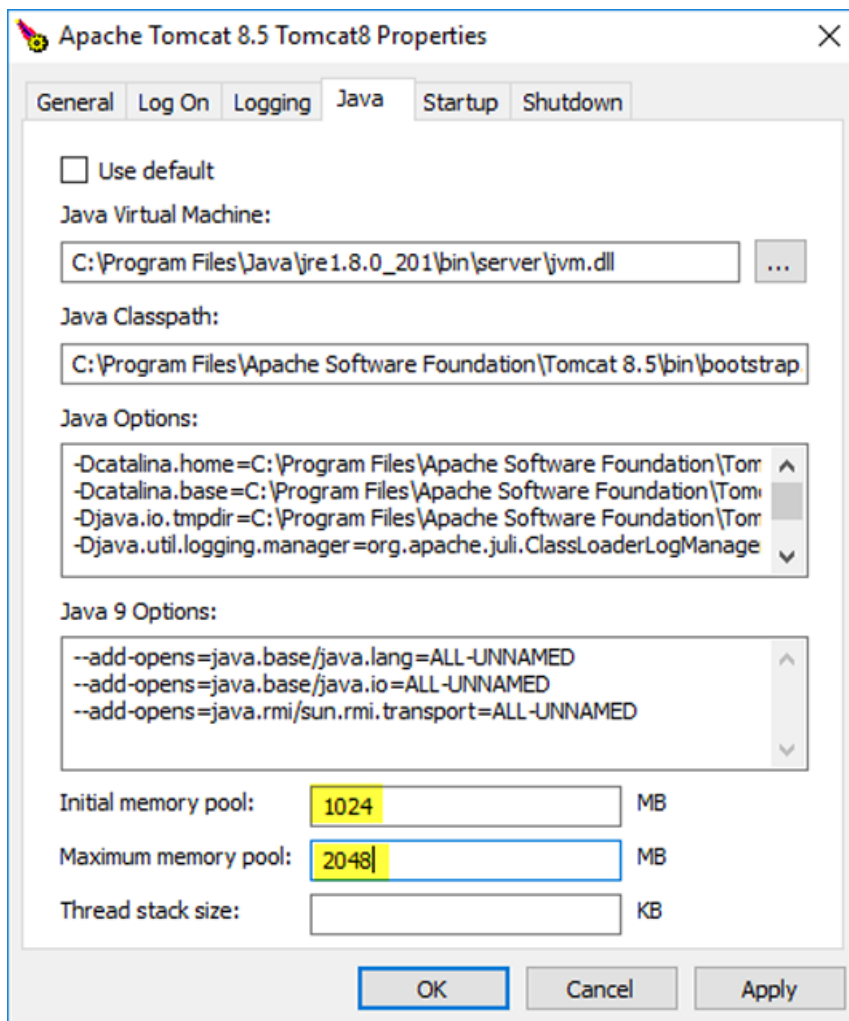 Apache Tomcat 8.5 Tomcat8 Properties
General Log On Logging Java Startup Shutdown
Use default
Java Virtual Machine:
C:\Program Files\Java\jre1.8.0_201\bin\server\jvm.dll ...
Java Classpath:
C:\Program Files\Apache Software Foundation\Tomcat 8.5\bin\bootstrap.
Java Options:
-Dcatalina.home=C:\Program Files\Apache Software Foundation\Tom
-Dcatalina.base=C:\Program Files\Apache Software Foundation\Tom
-Djava.io.tmpdir=C:\Program Files\Apache Software Foundation\Tom
-Djava.util.logging.manager=org.apache.juli.ClassLoaderLogManager
Java 9 Options:
--add-opens=java.base/java.lang=ALL-UNNAMED
--add-opens=java.base/java.io=ALL-UNNAMED
--add-opens=java.rmi/sun.rmi.transport=ALL-UNNAMED
Initial memory pool: 1024 MB
Maximum memory pool: 2048 MB
Thread stack size: KB
OK Cancel Apply